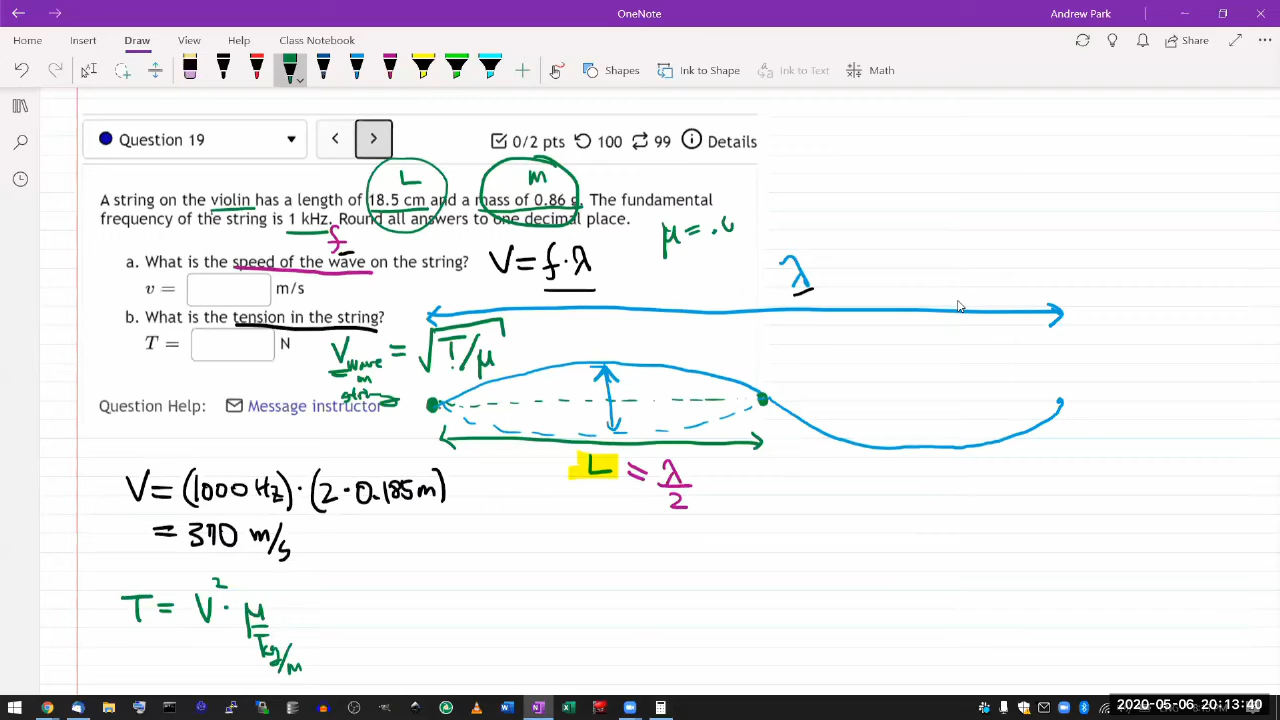 OneNote
Andrew Park
Home Insert Draw View Help Class Notebook
Share
Shapes Ink to Shape Ink to Text Math
Question 19
0/2 pts 100 99 Details
L m
A string on the violin has a length of 18.5 cm and a mass of 0.86 g. The fundamental
frequency of the string is 1 kHz. Round all answers to one decimal place.
f
μ = .0
a. What is the speed of the wave on the string?
V = f·λ
λ
v = m/s
b. What is the tension in the string?
T = N
V wave in string = √T/μ
Question Help: Message instructor
L = λ/2
V = (1000 Hz)·(2·0.185m)
= 370 m/s
T = V²·μ
kg/m
2020-05-06 20:13:40